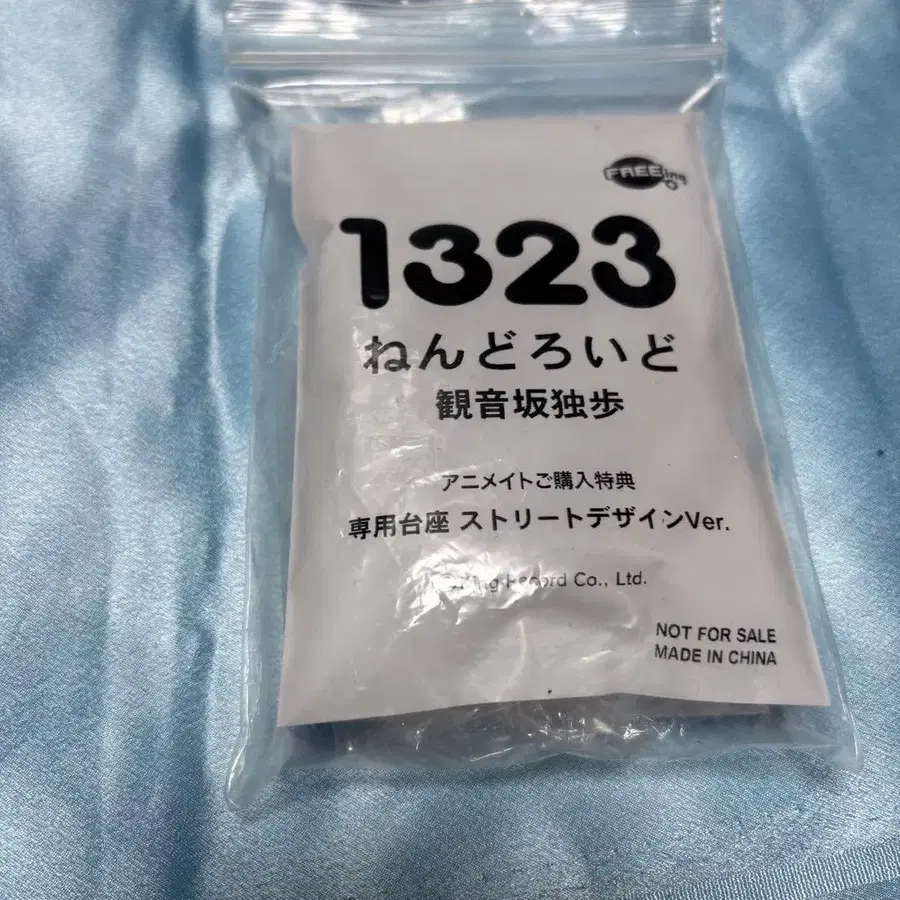 FREEing
1323
ねんどろいど
観音坂独歩
アニメイトご購入特典
専用台座 ストリートデザインVer.
Record Co., Ltd.
NOT FOR SALE
MADE IN CHINA